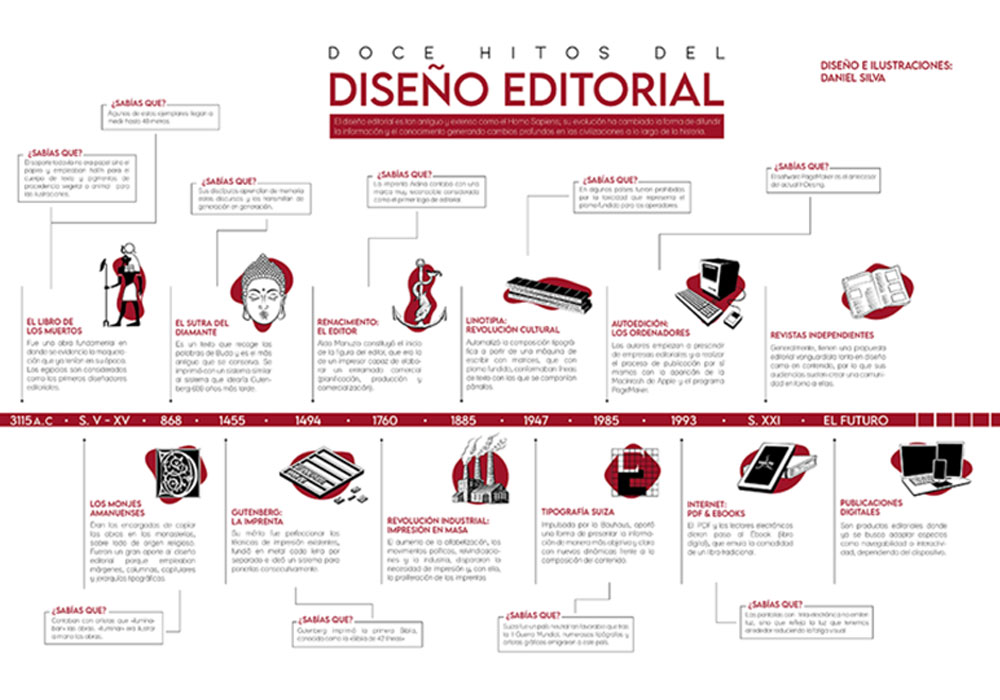 DOCE HITOS DEL
DISEÑO EDITORIAL
El diseño editorial es tan antiguo y extenso como el Homo Sapiens; su evolución ha cambiado la forma de difundir
la información y el conocimiento generando cambios profundos en las civilizaciones a lo largo de la historia.
DISEÑO E ILUSTRACIONES:
DANIEL SILVA
¿SABÍAS QUE?
Algunos de estos ejemplares llegan a
medir hasta 40 metros.
¿SABÍAS QUE?
El soporte todavía no era papel sino el
papiro y empleaban hollín para el
cuerpo de texto y pigmentos de
procedencia vegetal o animal para
las ilustraciones.
¿SABÍAS QUE?
Sus discípulos aprendían de memoria
estos discursos y los transmitían de
generación en generación.
¿SABÍAS QUE?
La imprenta Aldina contaba con una
marca muy reconocible considerada
como el primer logo de editorial.
¿SABÍAS QUE?
En algunos países fueron prohibidas
por la toxicidad que representa el
plomo fundido para los operadores.
¿SABÍAS QUE?
El software PageMaker es el antecesor
del actual InDesing.
EL LIBRO DE
LOS MUERTOS
Fue una obra fundamental en
donde se evidencia la maqueta-
ción que ya tenían en su época.
Los egipcios son considerados
como los primeros diseñadores
editoriales.
EL SUTRA DEL
DIAMANTE
Es un texto que recoge las
palabras de Buda y es el más
antiguo que se conserva. Se
imprimió con un sistema similar
al sistema que idearía Guten-
berg 600 años más tarde.
RENACIMIENTO:
EL EDITOR
Aldo Manuzio constituyó el inicio
de la figura del editor, que era la
de un impresor capaz de elabo-
rar un entramado comercial
(planificación, producción y
comercialización).
LINOTIPIA:
REVOLUCIÓN CULTURAL
Automatizó la composición tipográ-
fica a partir de una máquina de
escribir con matrices, que con
plomo fundido, conformaban líneas
de texto con las que se componían
párrafos.
AUTOEDICIÓN:
LOS ORDENADORES
Los autores empiezan a prescindir
de empresas editoriales y a realizar
el proceso de publicación por sí
mismos con la aparición de la
Macintosh de Apple y el programa
PageMaker.
REVISTAS INDEPENDIENTES
Generalmente, tienen una propuesta
editorial vanguardista tanto en diseño
como en contenido, por lo que sus
audiencias suelen crear una comuni-
dad en torno a ellas.
3115 A.C • S. V - XV • 868 • 1455 • 1494 • 1760 • 1885 • 1947 • 1985 • 1993 • S. XXI • EL FUTURO
LOS MONJES
AMANUENSES
Eran los encargados de copiar
las obras en los monasterios,
sobre todo de origen religioso.
Fueron un gran aporte al diseño
editorial porque empleaban
márgenes, columnas, capitulares
y jerarquías tipográficas.
GUTENBERG:
LA IMPRENTA
Su mérito fue perfeccionar las
técnicas de impresión existentes,
fundió en metal cada letra por
separado e ideó un sistema para
ponerlas consecutivamente.
REVOLUCIÓN INDUSTRIAL:
IMPRESIÓN EN MASA
El aumento de la alfabetización, los
movimientos políticos, reivindicacio-
nes y la industria, dispararon la
necesidad de impresión y, con ella,
la proliferación de las imprentas.
TIPOGRAFÍA SUIZA
Impulsada por la Bauhaus, aportó
una forma de presentar la informa-
ción de manera más objetiva y clara
con nuevas dinámicas frente a la
composición de contenido.
INTERNET:
PDF & EBOOKS
El PDF y los lectores electrónicos
dieron paso al Ebook (libro
digital), que emula la comodidad
de un libro tradicional.
PUBLICACIONES
DIGITALES
Son productos editoriales donde
ya se busca adaptar aspectos
como navegabilidad o interactivi-
dad, dependiendo del dispositivo.
¿SABÍAS QUE?
Contaban con artistas que «ilumina-
ban» las obras. «Iluminar» era ilustrar
a mano las obras.
¿SABÍAS QUE?
Gutenberg imprimió la primera Biblia,
conocida como la «biblia de 42 líneas»
¿SABÍAS QUE?
Suiza fue un país neutral tan favorable que tras
la II Guerra Mundial, numerosos tipógrafos y
artistas gráficos emigraron a este país.
¿SABÍAS QUE?
Las pantallas con tinta electrónica no emiten
luz, sino que refleja la luz que tenemos
alrededor reduciendo la fatiga visual